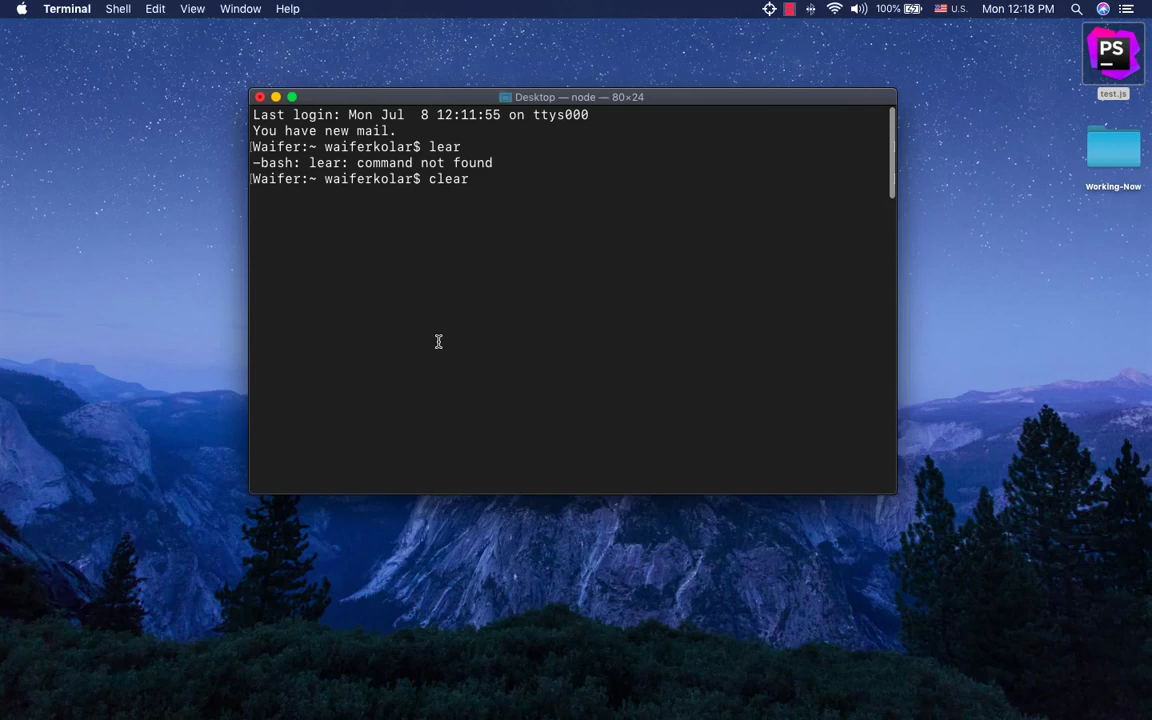 Terminal Shell Edit View Window Help 100% U.S. Mon 12:18 PM
PS
test.js
Working-Now
Desktop — node — 80×24
Last login: Mon Jul  8 12:11:55 on ttys000
You have new mail.
[Waifer:~ waiferkolar$ lear
-bash: lear: command not found
[Waifer:~ waiferkolar$ clear